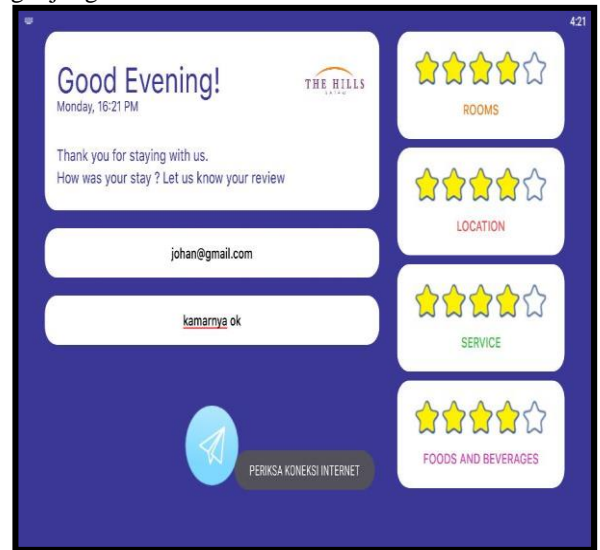 4:21
Good Evening!
Monday, 16:21 PM
THE HILLS
Thank you for staying with us.
How was your stay ? Let us know your review
johan@gmail.com
kamarnya ok
PERIKSA KONEKSI INTERNET
ROOMS
LOCATION
SERVICE
FOODS AND BEVERAGES